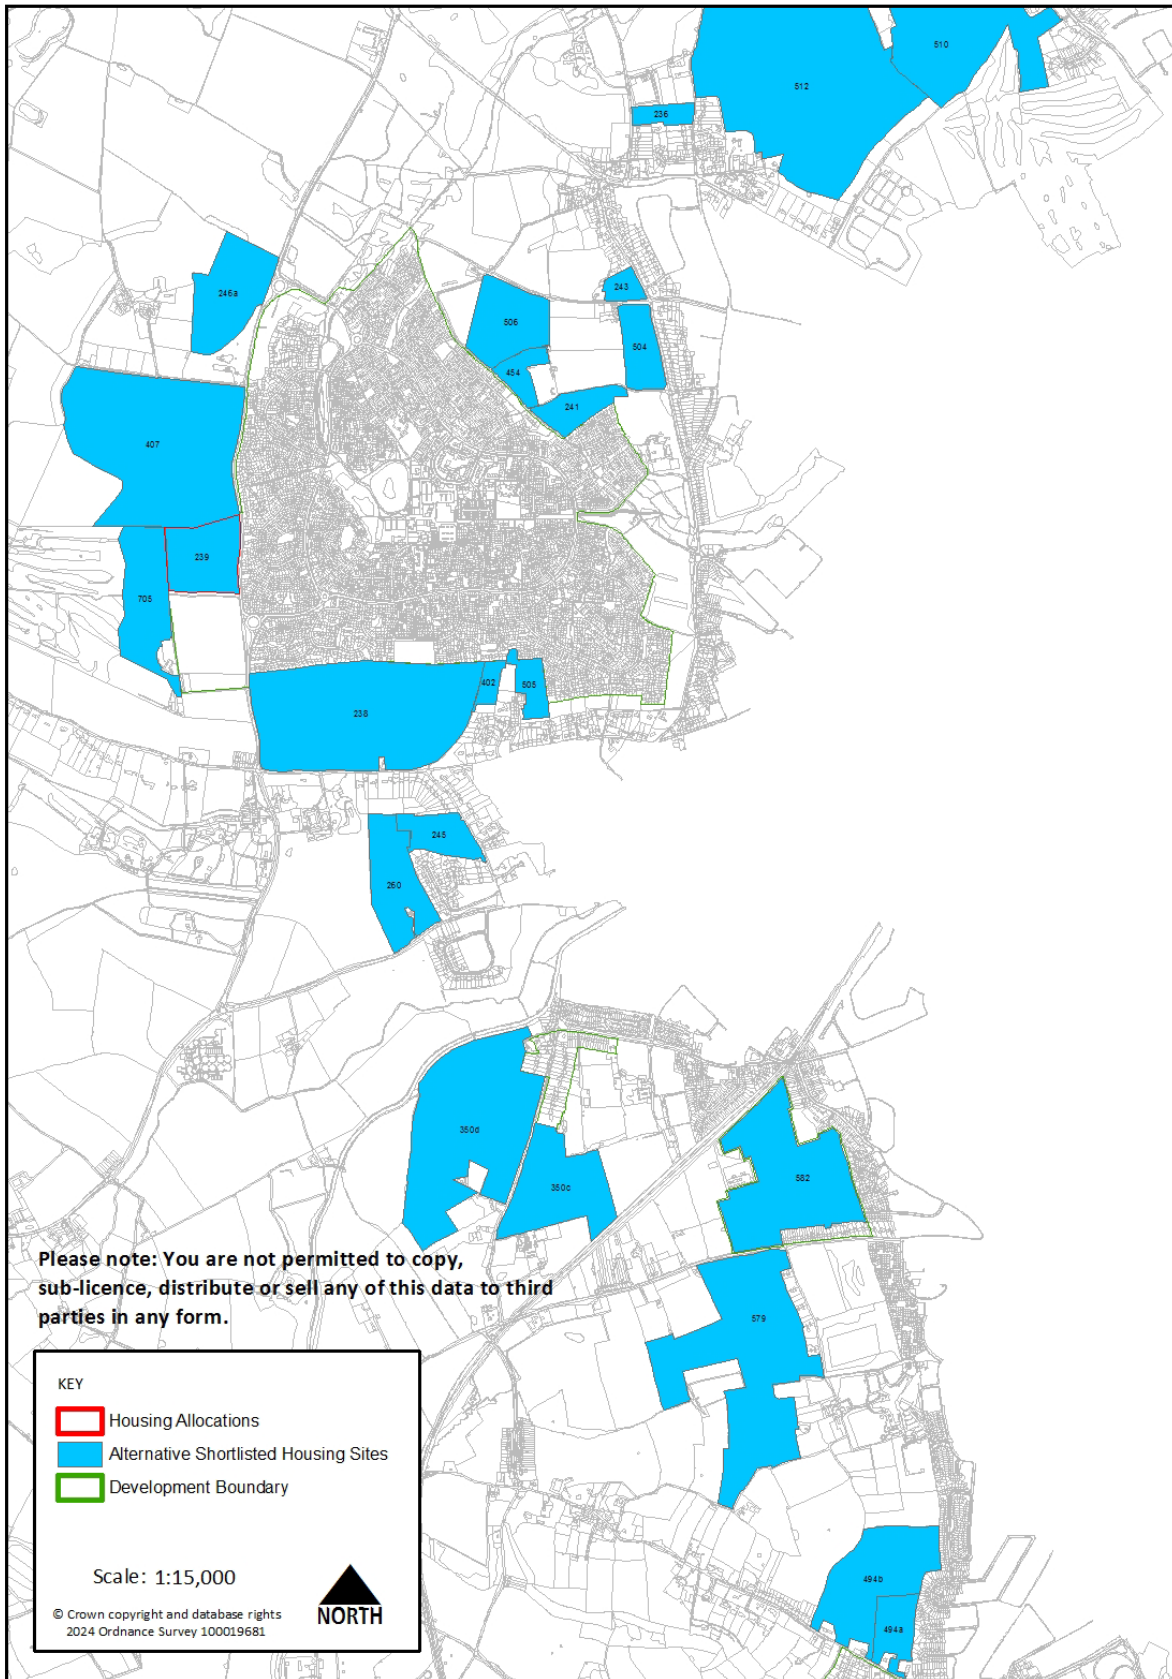 510
512
236
246a
243
506
504
454
241
407
239
705
402
505
238
245
260
350d
350c
582
579
494b
494a
Please note: You are not permitted to copy,
sub-licence, distribute or sell any of this data to third
parties in any form.
KEY
Housing Allocations
Alternative Shortlisted Housing Sites
Development Boundary
Scale: 1:15,000
© Crown copyright and database rights
2024 Ordnance Survey 100019681
NORTH